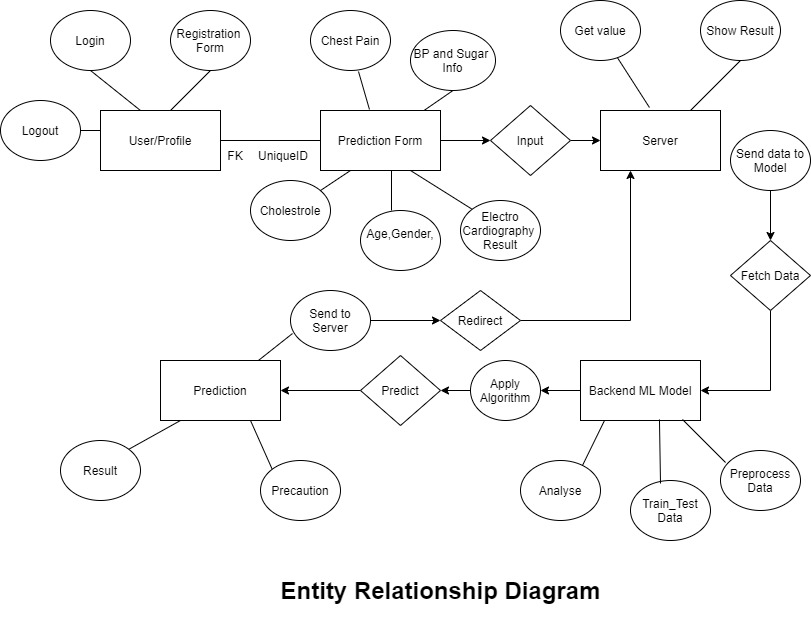 Login
Registration
Form
Chest Pain
BP and Sugar
Info
Get value
Show Result
Logout
User/Profile
FK UniqueID
Prediction Form
Input
Server
Send data to
Model
Cholestrole
Age,Gender,
Electro
Cardiography
Result
Fetch Data
Send to
Server
Redirect
Prediction
Predict
Apply
Algorithm
Backend ML Model
Result
Precaution
Analyse
Train_Test
Data
Preprocess
Data
Entity Relationship Diagram